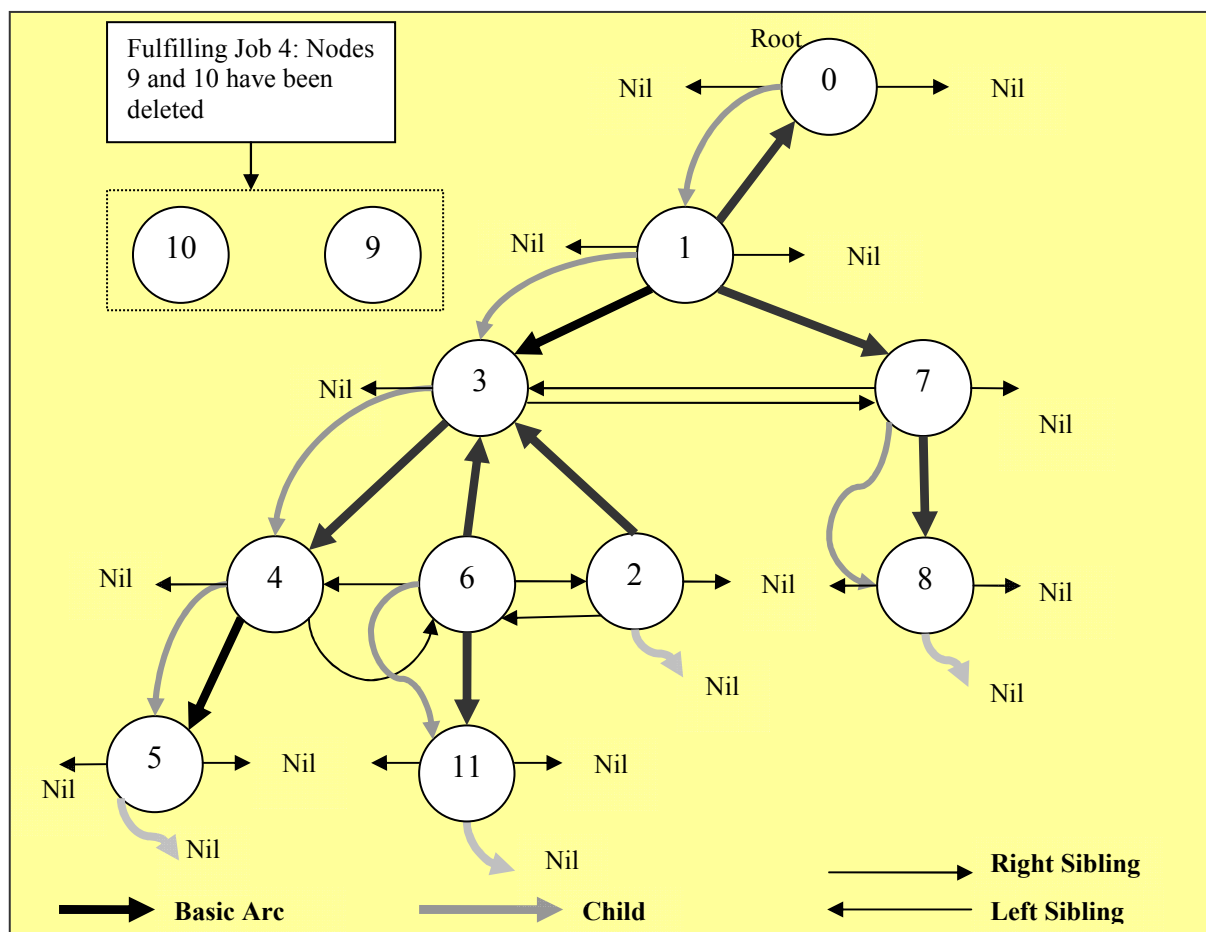 Fulfilling Job 4: Nodes
9 and 10 have been
deleted
Root
Nil
0
Nil
10
9
Nil
1
Nil
Nil
3
7
Nil
Nil
4
6
2
Nil
8
Nil
Nil
Nil
Nil
5
Nil
11
Nil
Nil
Nil
Basic Arc
Child
Right Sibling
Left Sibling